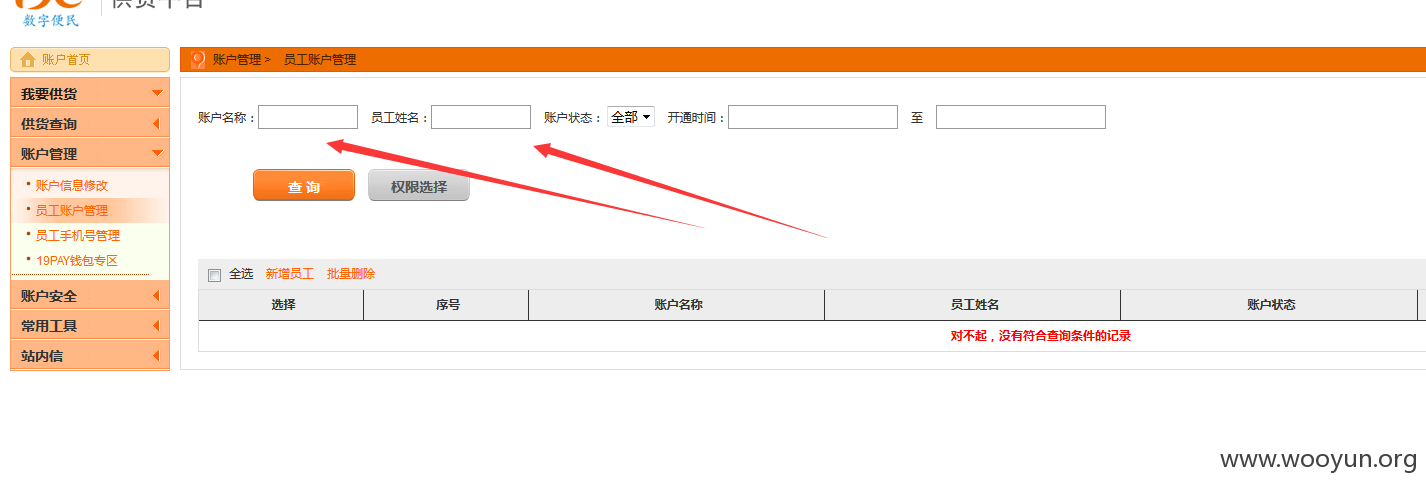 供货平台
数字便民
账户首页
账户管理 > 员工账户管理
我要供货
供货查询
账户管理
账户信息修改
员工账户管理
员工手机号管理
19PAY钱包专区
账户安全
常用工具
站内信
账户名称： 员工姓名： 账户状态： 全部 开通时间： 至
查 询 权限选择
全选 新增员工 批量删除
选择 序号 账户名称 员工姓名 账户状态
对不起，没有符合查询条件的记录
www.wooyun.org